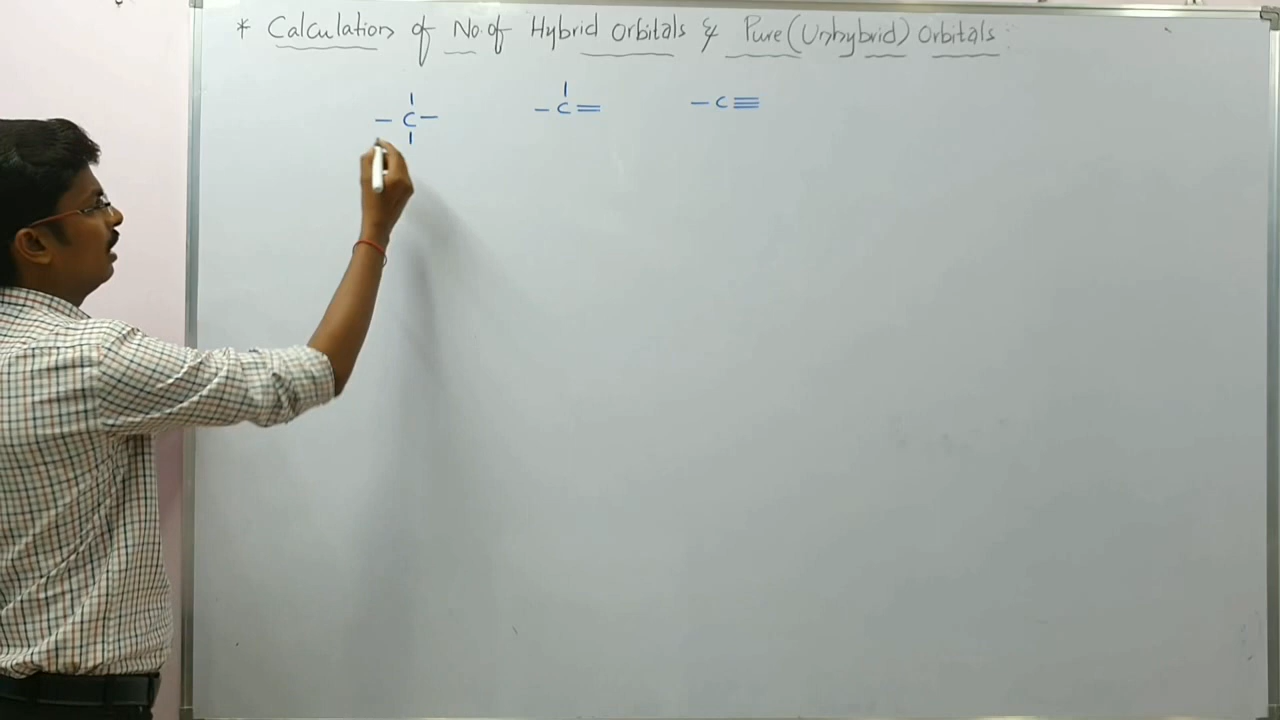 * Calculation of No. of Hybrid Orbitals & Pure (Unhybrid) Orbitals :
-C- -C= -C≡